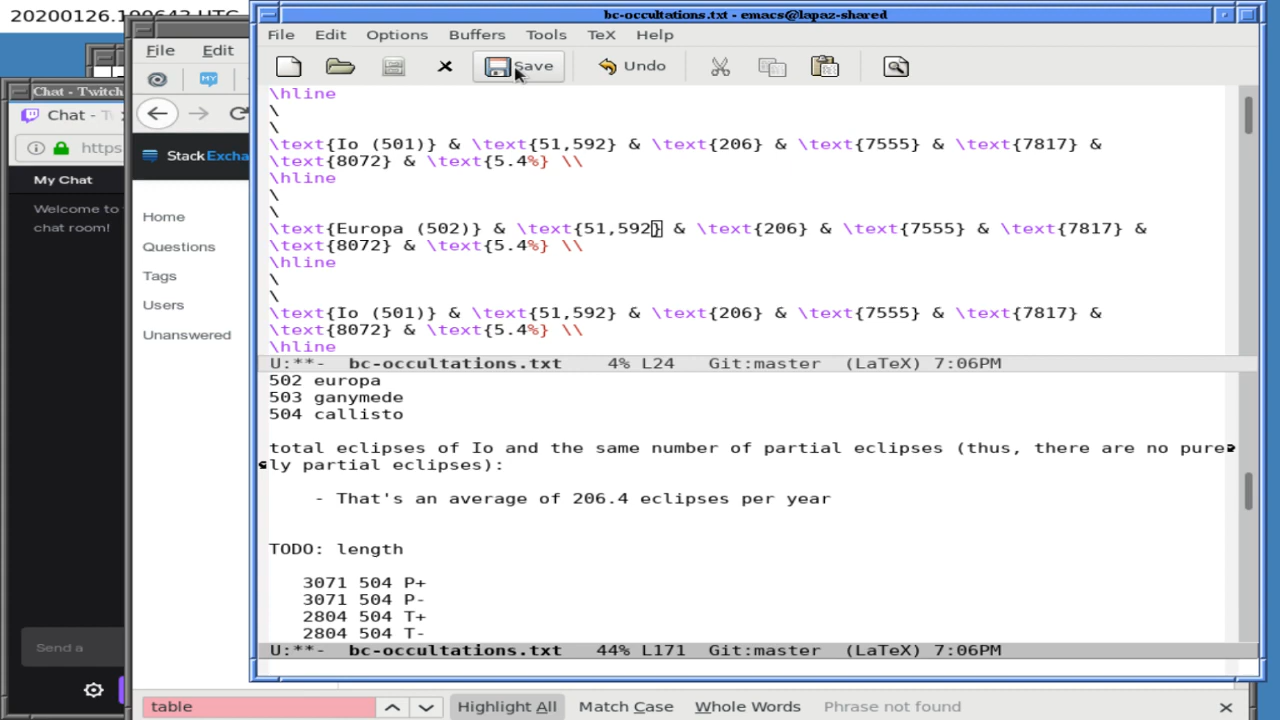 20200126.190643 UTC
bc-occultations.txt - emacs@lapaz-shared
File Edit Options Buffers Tools TeX Help
Save Undo
\hline
\
\
\text{Io (501)} & \text{51,592} & \text{206} & \text{7555} & \text{7817} &
\text{8072} & \text{5.4%} \\
\hline
\
\
\text{Europa (502)} & \text{51,592} & \text{206} & \text{7555} & \text{7817} &
\text{8072} & \text{5.4%} \\
\hline
\
\
\text{Io (501)} & \text{51,592} & \text{206} & \text{7555} & \text{7817} &
\text{8072} & \text{5.4%} \\
\hline
U:**- bc-occultations.txt 4% L24 Git:master (LaTeX) 7:06PM
502 europa
503 ganymede
504 callisto
total eclipses of Io and the same number of partial eclipses (thus, there are no pure
ly partial eclipses):
- That's an average of 206.4 eclipses per year
TODO: length
3071 504 P+
3071 504 P-
2804 504 T+
2804 504 T-
U:**- bc-occultations.txt 44% L171 Git:master (LaTeX) 7:06PM
File Edit
MY
StackExcha
Home
Questions
Tags
Users
Unanswered
table Highlight All Match Case Whole Words Phrase not found
Chat - Twitch
Chat - T
https
My Chat
Welcome to
chat room!
Send a